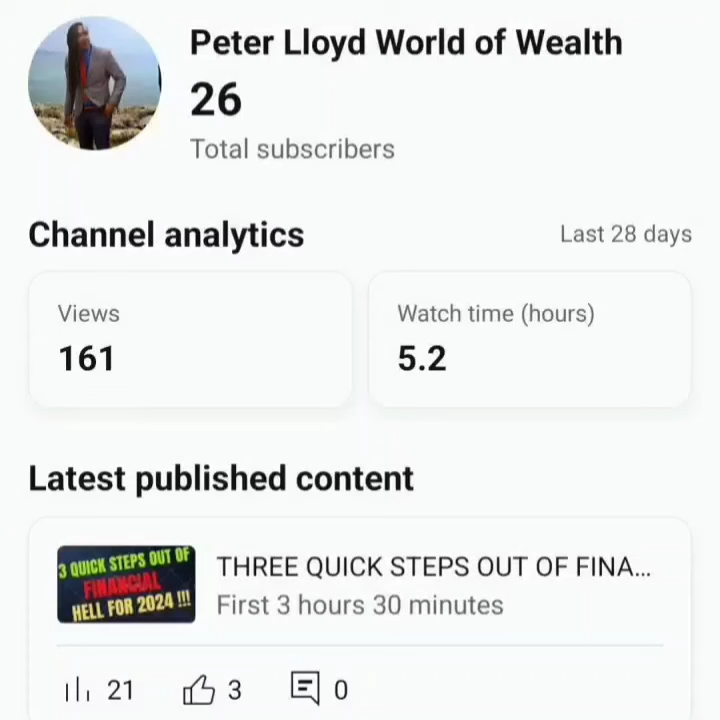 Peter Lloyd World of Wealth
26
Total subscribers
Channel analytics
Last 28 days
Views
161
Watch time (hours)
5.2
Latest published content
3 QUICK STEPS OUT OF
FINANCIAL
HELL FOR 2024 !!!
THREE QUICK STEPS OUT OF FINA...
First 3 hours 30 minutes
21
3
0